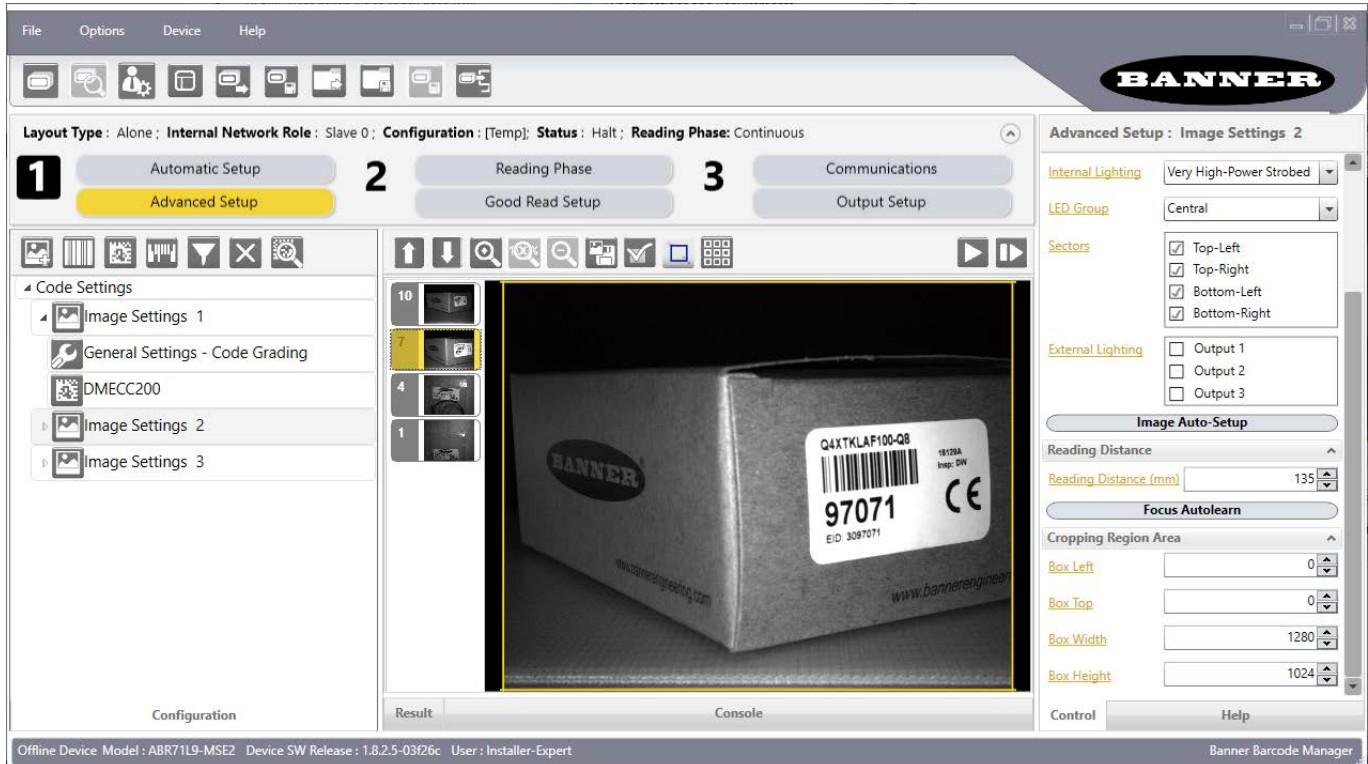 File Options Device Help
BANNER
Layout Type : Alone ; Internal Network Role : Slave 0 ; Configuration : [Temp]; Status : Halt ; Reading Phase: Continuous
1
Automatic Setup
Advanced Setup
2
Reading Phase
Good Read Setup
3
Communications
Output Setup
Code Settings
Image Settings 1
General Settings - Code Grading
DMECC200
Image Settings 2
Image Settings 3
Configuration
10
7
4
1
BANNER
Q4XTKLAF100-Q8
18129A
Insp: DW
97071
CE
EID: 3097071
www.bannerengineering.com
www.bannerengineer
Result Console
Advanced Setup : Image Settings 2
Internal Lighting Very High-Power Strobed
LED Group Central
Sectors Top-Left
Top-Right
Bottom-Left
Bottom-Right
External Lighting Output 1
Output 2
Output 3
Image Auto-Setup
Reading Distance
Reading Distance (mm) 135
Focus Autolearn
Cropping Region Area
Box Left 0
Box Top 0
Box Width 1280
Box Height 1024
Control Help
Offline Device Model : ABR71L9-MSE2 Device SW Release : 1.8.2.5-03f26c User : Installer-Expert
Banner Barcode Manager